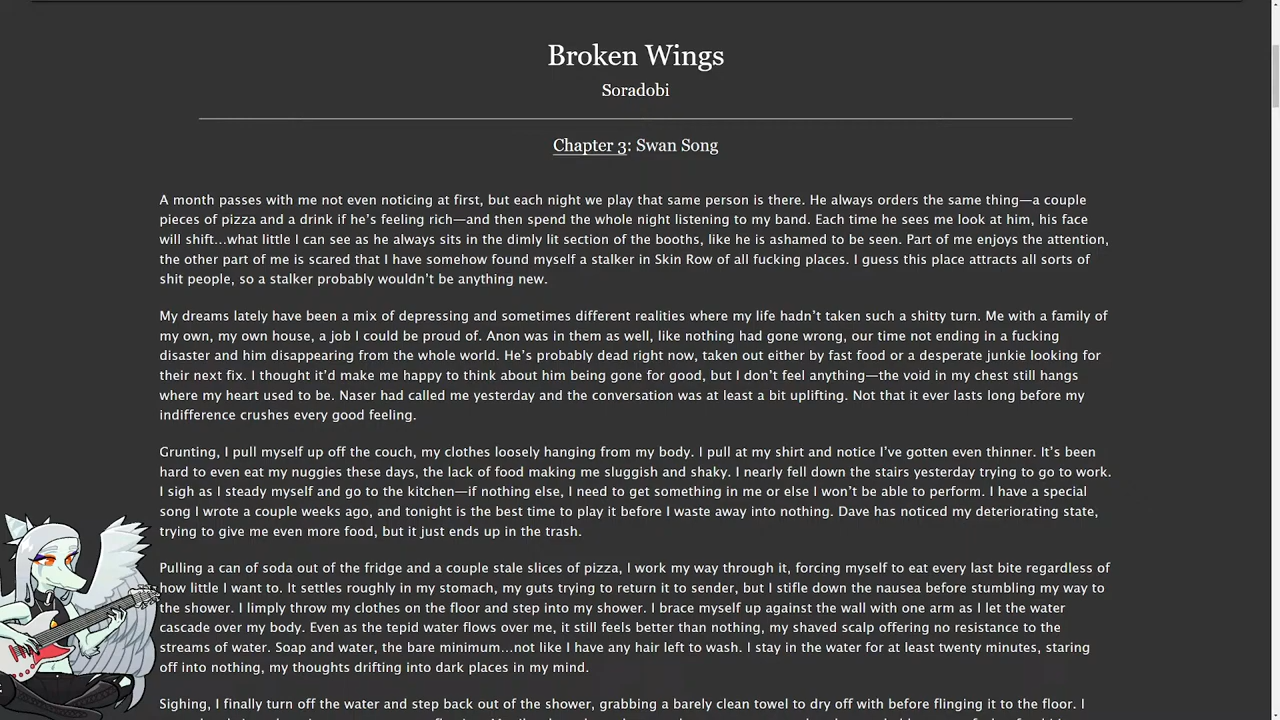 Broken Wings
Soradobi
Chapter 3: Swan Song
A month passes with me not even noticing at first, but each night we play that same person is there. He always orders the same thing—a couple
pieces of pizza and a drink if he’s feeling rich—and then spend the whole night listening to my band. Each time he sees me look at him, his face
will shift…what little I can see as he always sits in the dimly lit section of the booths, like he is ashamed to be seen. Part of me enjoys the attention,
the other part of me is scared that I have somehow found myself a stalker in Skin Row of all fucking places. I guess this place attracts all sorts of
shit people, so a stalker probably wouldn’t be anything new.
My dreams lately have been a mix of depressing and sometimes different realities where my life hadn’t taken such a shitty turn. Me with a family of
my own, my own house, a job I could be proud of. Anon was in them as well, like nothing had gone wrong, our time not ending in a fucking
disaster and him disappearing from the whole world. He’s probably dead right now, taken out either by fast food or a desperate junkie looking for
their next fix. I thought it’d make me happy to think about him being gone for good, but I don’t feel anything—the void in my chest still hangs
where my heart used to be. Naser had called me yesterday and the conversation was at least a bit uplifting. Not that it ever lasts long before my
indifference crushes every good feeling.
Grunting, I pull myself up off the couch, my clothes loosely hanging from my body. I pull at my shirt and notice I’ve gotten even thinner. It’s been
hard to even eat my nuggies these days, the lack of food making me sluggish and shaky. I nearly fell down the stairs yesterday trying to go to work.
I sigh as I steady myself and go to the kitchen—if nothing else, I need to get something in me or else I won’t be able to perform. I have a special
song I wrote a couple weeks ago, and tonight is the best time to play it before I waste away into nothing. Dave has noticed my deteriorating state,
trying to give me even more food, but it just ends up in the trash.
Pulling a can of soda out of the fridge and a couple stale slices of pizza, I work my way through it, forcing myself to eat every last bite regardless of
how little I want to. It settles roughly in my stomach, my guts trying to return it to sender, but I stifle down the nausea before stumbling my way to
the shower. I limply throw my clothes on the floor and step into my shower. I brace myself up against the wall with one arm as I let the water
cascade over my body. Even as the tepid water flows over me, it still feels better than nothing, my shaved scalp offering no resistance to the
streams of water. Soap and water, the bare minimum…not like I have any hair left to wash. I stay in the water for at least twenty minutes, staring
off into nothing, my thoughts drifting into dark places in my mind.
Sighing, I finally turn off the water and step back out of the shower, grabbing a barely clean towel to dry off with before flinging it to the floor. I